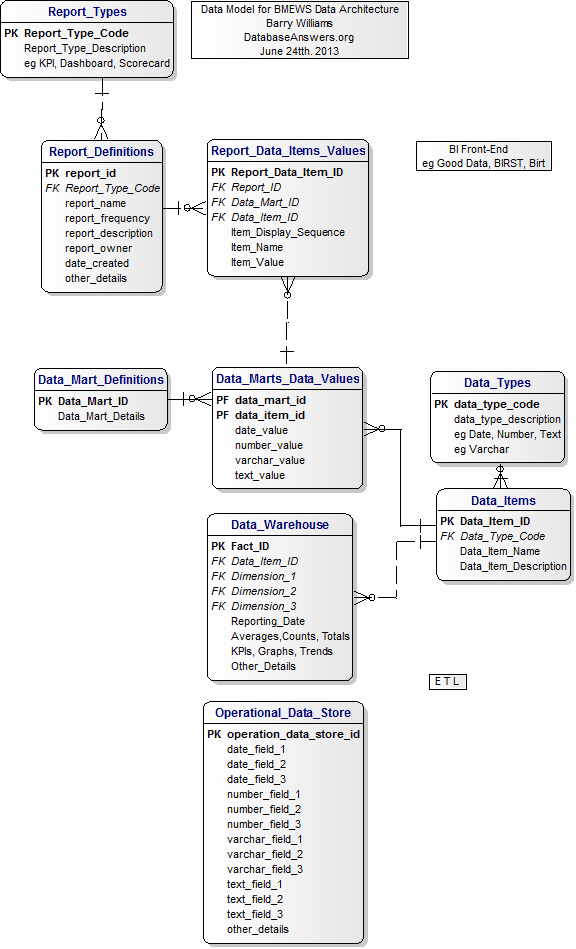 Report_Types
PK Report_Type_Code
Report_Type_Description
eg KPI, Dashboard, Scorecard
Data Model for BMEWS Data Architecture
Barry Williams
DatabaseAnswers.org
June 24tth. 2013
Report_Definitions
PK report_id
FK Report_Type_Code
report_name
report_frequency
report_description
report_owner
date_created
other_details
Report_Data_Items_Values
PK Report_Data_Item_ID
FK Report_ID
FK Data_Mart_ID
FK Data_Item_ID
Item_Display_Sequence
Item_Name
Item_Value
BI Front-End
eg Good Data, BIRST, Birt
Data_Mart_Definitions
PK Data_Mart_ID
Data_Mart_Details
Data_Marts_Data_Values
PF data_mart_id
PF data_item_id
date_value
number_value
varchar_value
text_value
Data_Types
PK data_type_code
data_type_description
eg Date, Number, Text
eg Varchar
Data_Items
PK Data_Item_ID
FK Data_Type_Code
Data_Item_Name
Data_Item_Description
Data_Warehouse
PK Fact_ID
FK Data_Item_ID
FK Dimension_1
FK Dimension_2
FK Dimension_3
Reporting_Date
Averages,Counts, Totals
KPIs, Graphs, Trends
Other_Details
E T L
Operational_Data_Store
PK operation_data_store_id
date_field_1
date_field_2
date_field_3
number_field_1
number_field_2
number_field_3
varchar_field_1
varchar_field_2
varchar_field_3
text_field_1
text_field_2
text_field_3
other_details